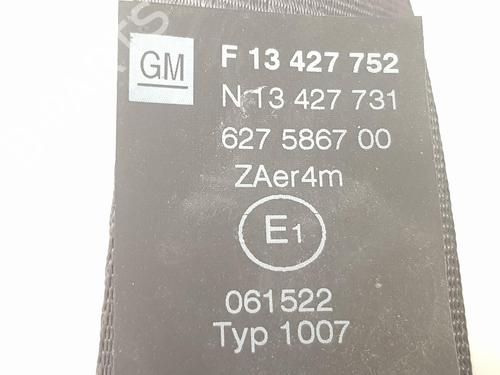 GM
F 13 427 752
N 13 427 731
627 5867 00
ZAer4m
E1
061522
Typ 1007